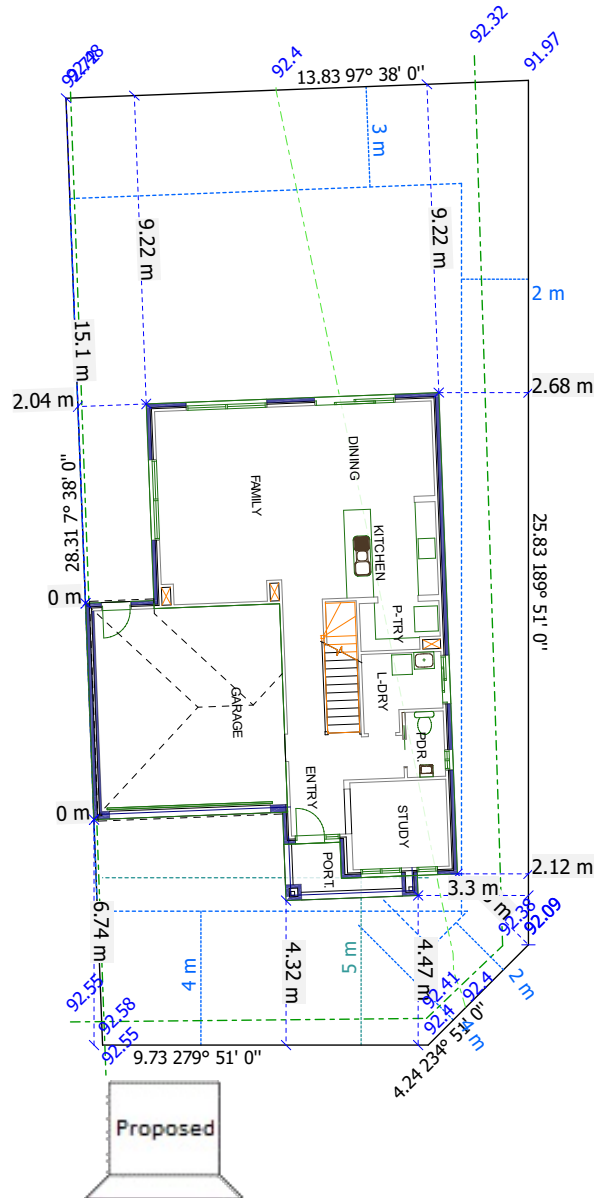 92.32
92.4
91.97
92.48
13.83 97° 38' 0"
3 m
9.22 m
9.22 m
2 m
15.1 m
2.04 m
2.68 m
DINING
FAMILY
KITCHEN
28.31 7° 38' 0"
25.83 189° 51' 0"
0 m
P-TRY
L-DRY
GARAGE
PDR.
ENTRY
STUDY
0 m
PORT.
2.12 m
3.3 m
6.74 m
92.38
92.09
4 m
5 m
4.32 m
4.47 m
2 m
92.55
92.58
92.55
92.41
92.4
92.4
4 m
9.73 279° 51' 0"
4.24 234° 51' 0"
Proposed